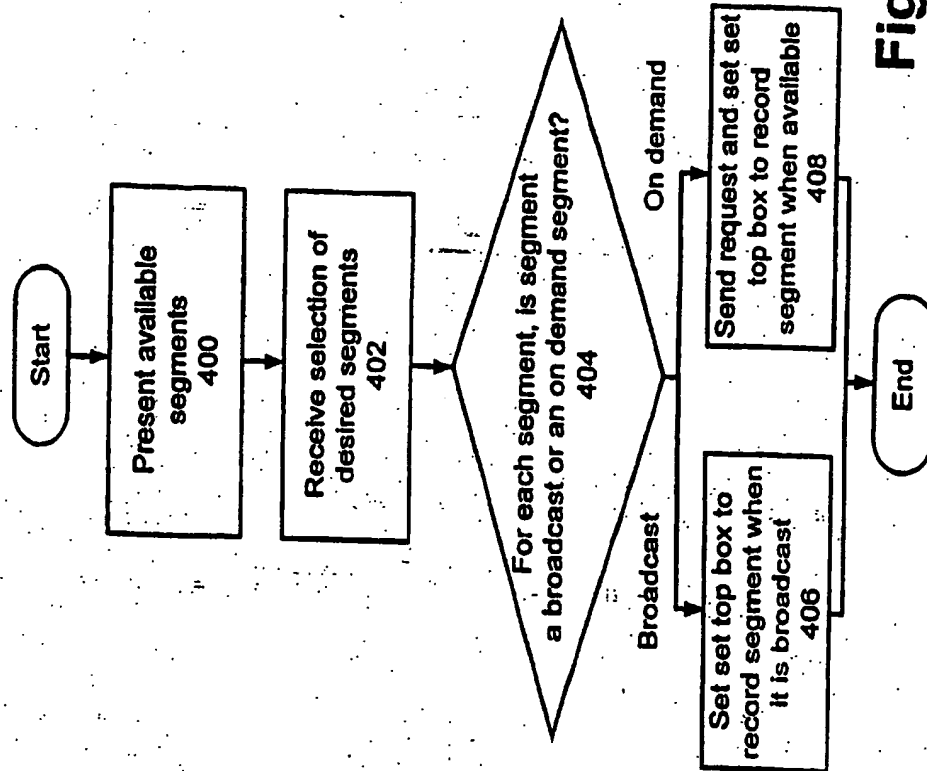 Start
Present available
segments
400
Receive selection of
desired segments
402
For each segment, is segment
a broadcast or an on demand segment?
404
Broadcast
On demand
Set set top box to
record segment when
it is broadcast
406
Send request and set set
top box to record
segment when available
408
End
Fig